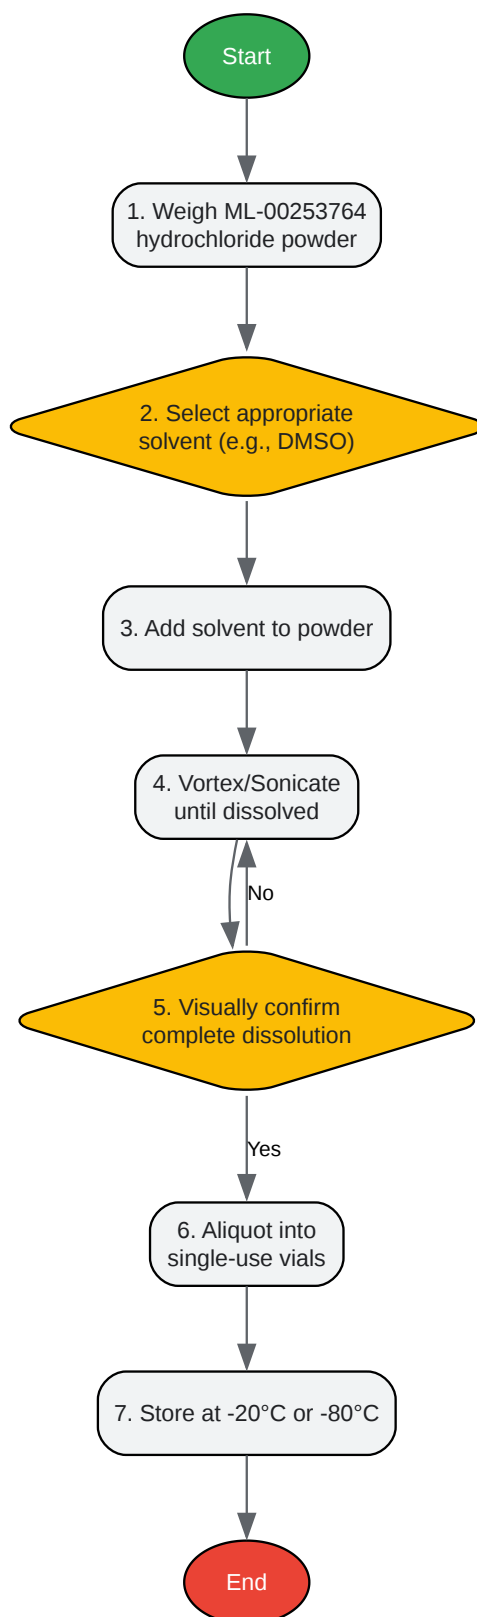 Start
1. Weigh ML-00253764
hydrochloride powder
2. Select appropriate
solvent (e.g., DMSO)
3. Add solvent to powder
4. Vortex/Sonicate
until dissolved
No
5. Visually confirm
complete dissolution
Yes
6. Aliquot into
single-use vials
7. Store at -20°C or -80°C
End